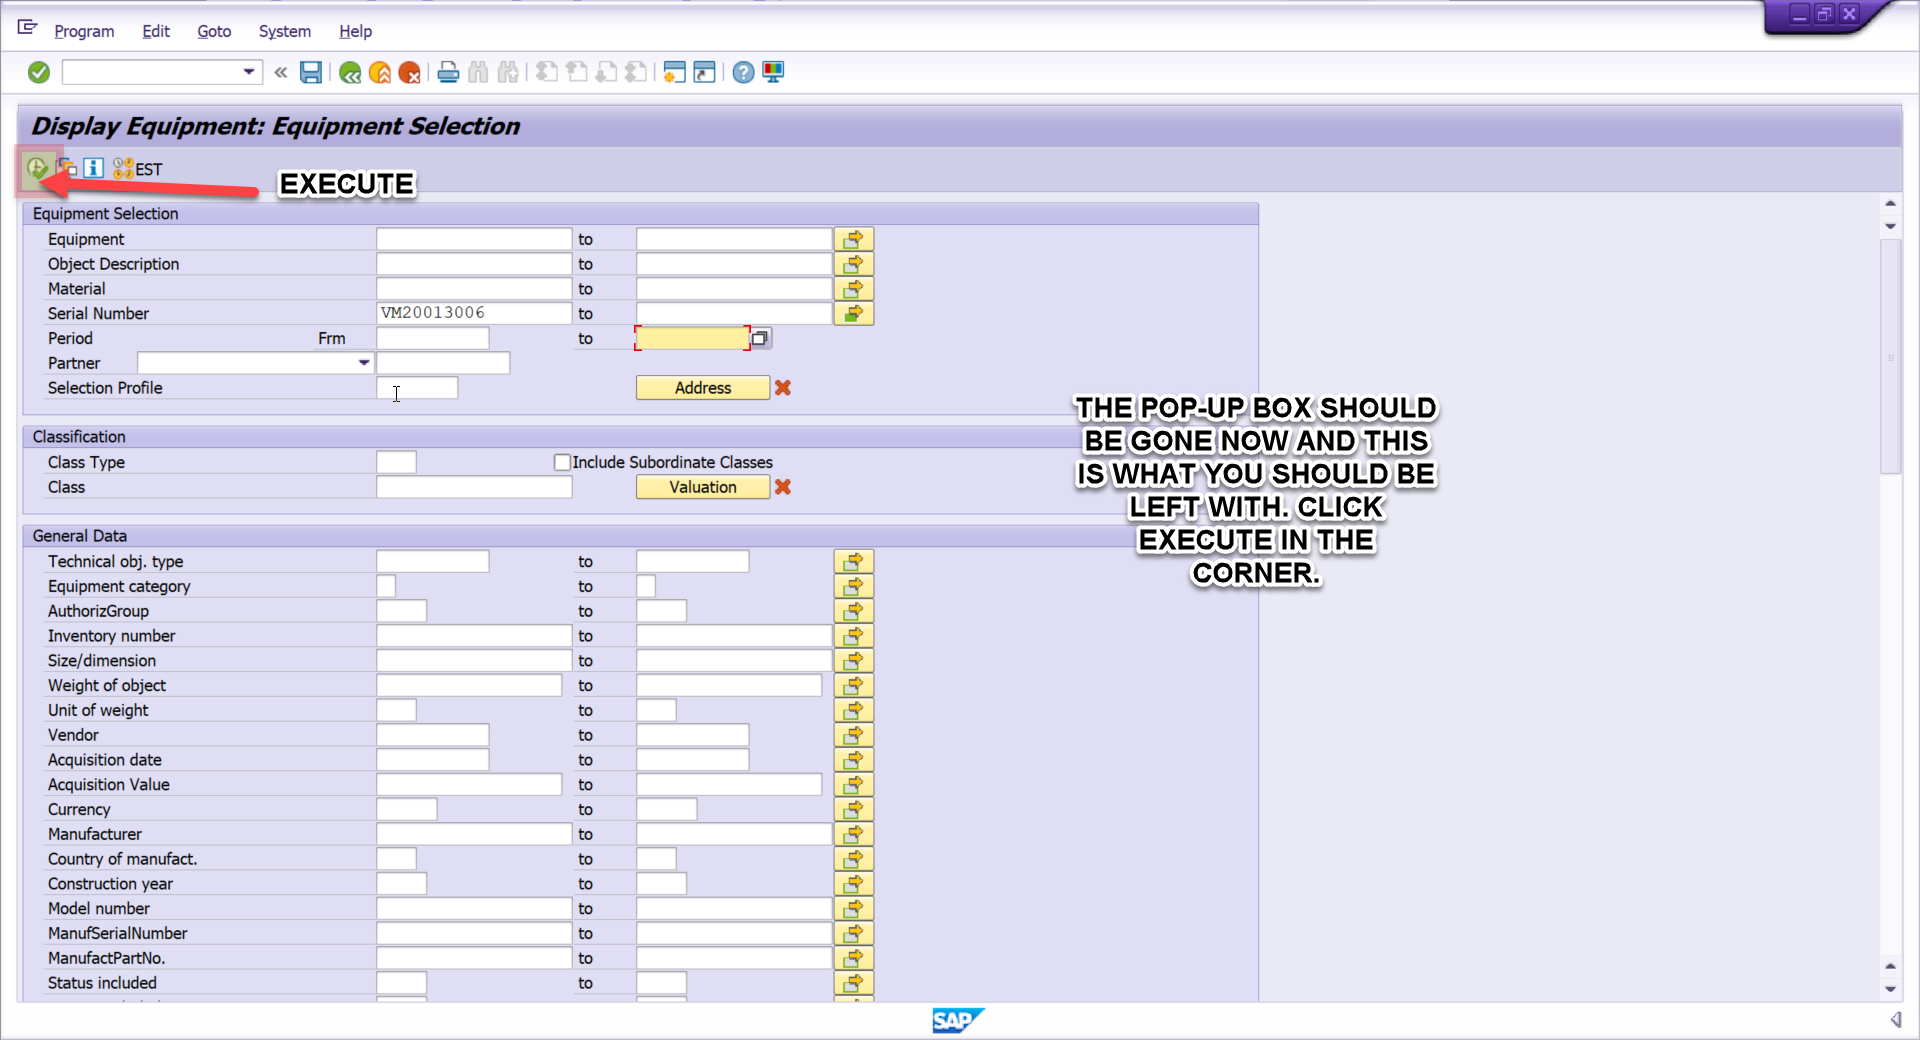 Program Edit Goto System Help
Display Equipment: Equipment Selection
EST
EXECUTE
Equipment Selection
Equipment to
Object Description to
Material to
Serial Number VM20013006 to
Period Frm to
Partner
Selection Profile Address
THE POP-UP BOX SHOULD
BE GONE NOW AND THIS
IS WHAT YOU SHOULD BE
LEFT WITH. CLICK
EXECUTE IN THE
CORNER.
Classification
Class Type Include Subordinate Classes
Class Valuation
General Data
Technical obj. type to
Equipment category to
AuthorizGroup to
Inventory number to
Size/dimension to
Weight of object to
Unit of weight to
Vendor to
Acquisition date to
Acquisition Value to
Currency to
Manufacturer to
Country of manufact. to
Construction year to
Model number to
ManufSerialNumber to
ManufactPartNo. to
Status included to
SAP